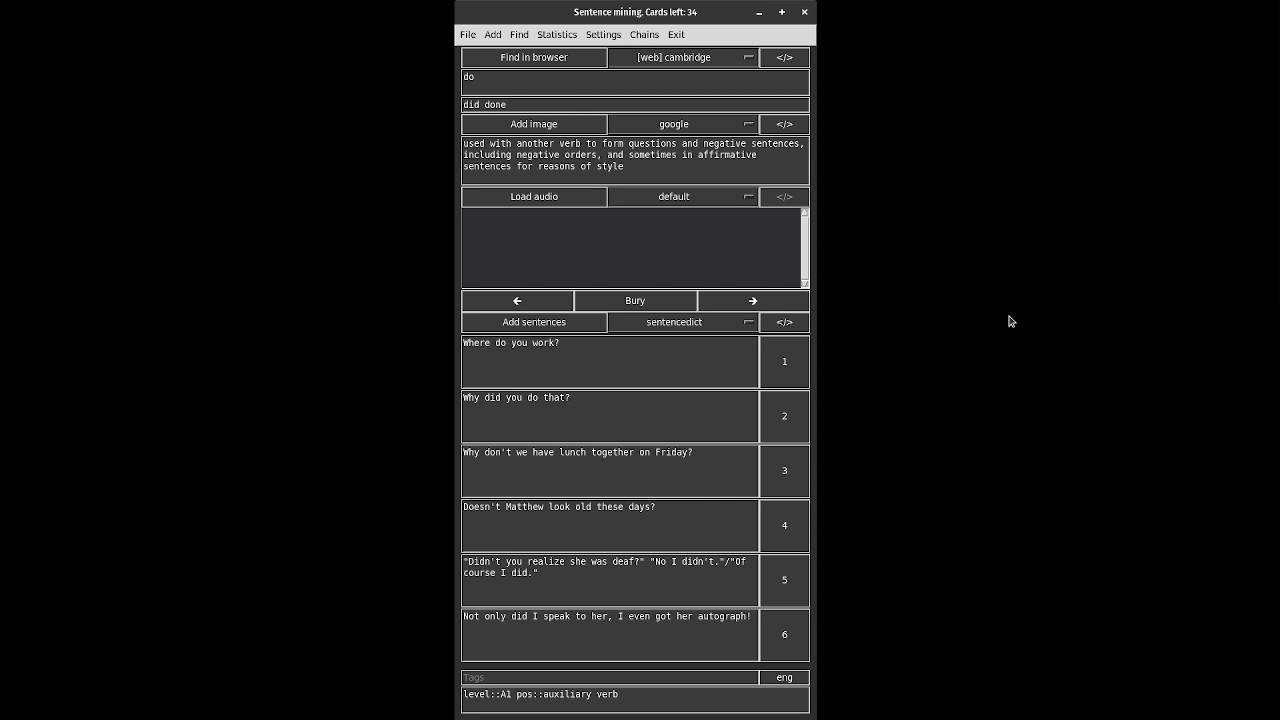 Sentence mining. Cards left: 34
File Add Find Statistics Settings Chains Exit
Find in browser [web] cambridge </>
do
did done
Add image google </>
used with another verb to form questions and negative sentences,
including negative orders, and sometimes in affirmative
sentences for reasons of style
Load audio default </>
Bury
Add sentences sentencedict </>
Where do you work?
1
Why did you do that?
2
Why don't we have lunch together on Friday?
3
Doesn't Matthew look old these days?
4
"Didn't you realize she was deaf?" "No I didn't."/"Of
course I did."
5
Not only did I speak to her, I even got her autograph!
6
Tags eng
level::A1 pos::auxiliary verb